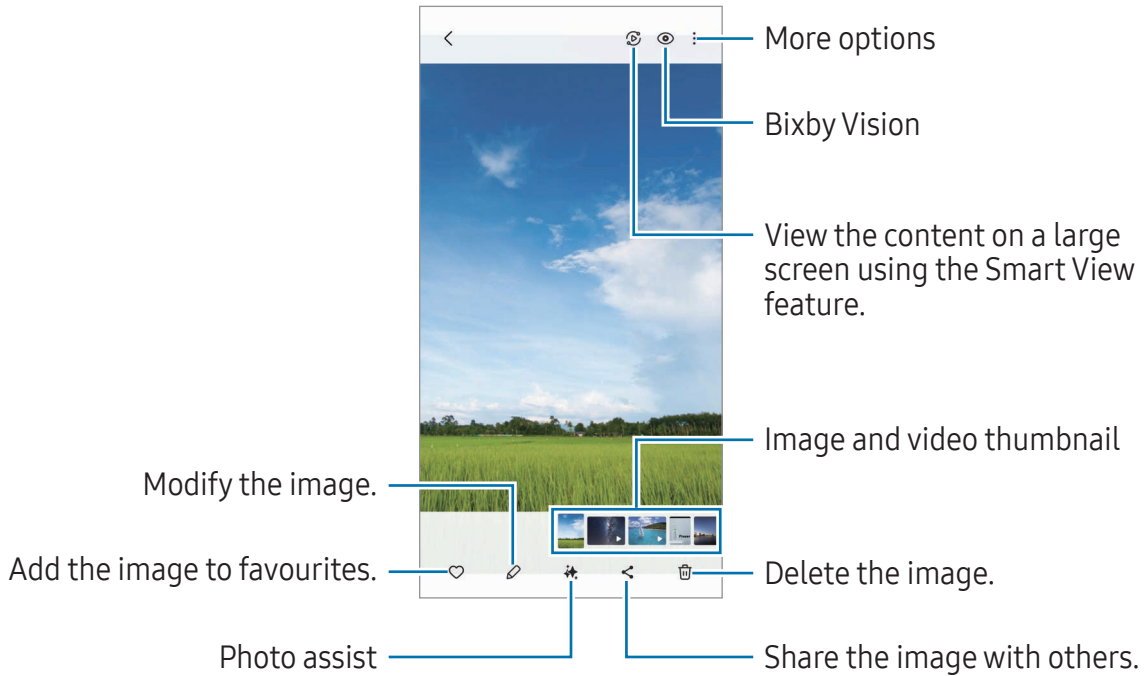 More options
Bixby Vision
View the content on a large
screen using the Smart View
feature.
Image and video thumbnail
Modify the image.
Add the image to favourites.
Delete the image.
Photo assist
Share the image with others.